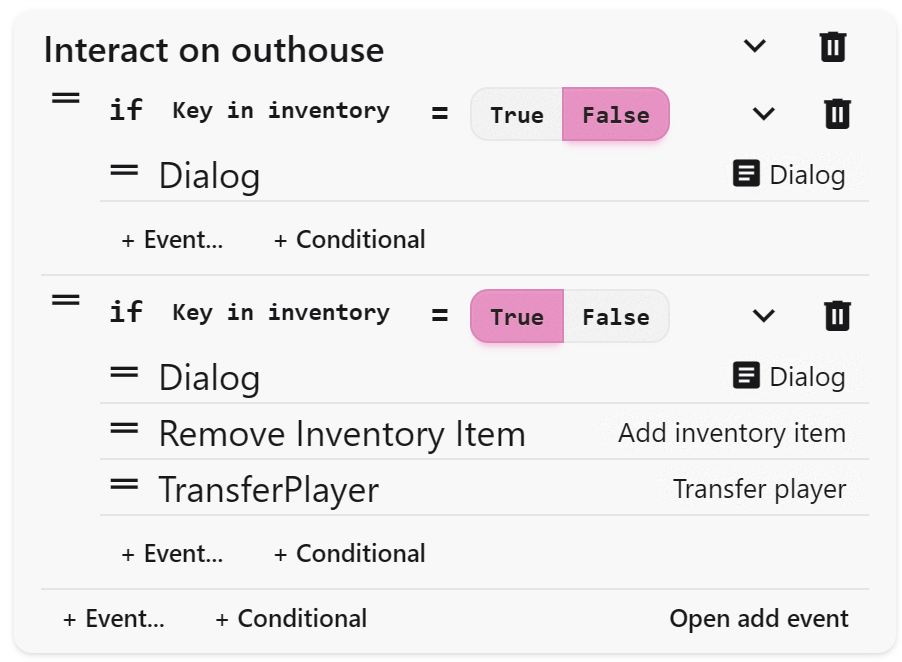 Interact on outhouse
if Key in inventory = True False
Dialog Dialog
+ Event... + Conditional
if Key in inventory = True False
Dialog Dialog
Remove Inventory Item Add inventory item
TransferPlayer Transfer player
+ Event... + Conditional
+ Event... + Conditional Open add event